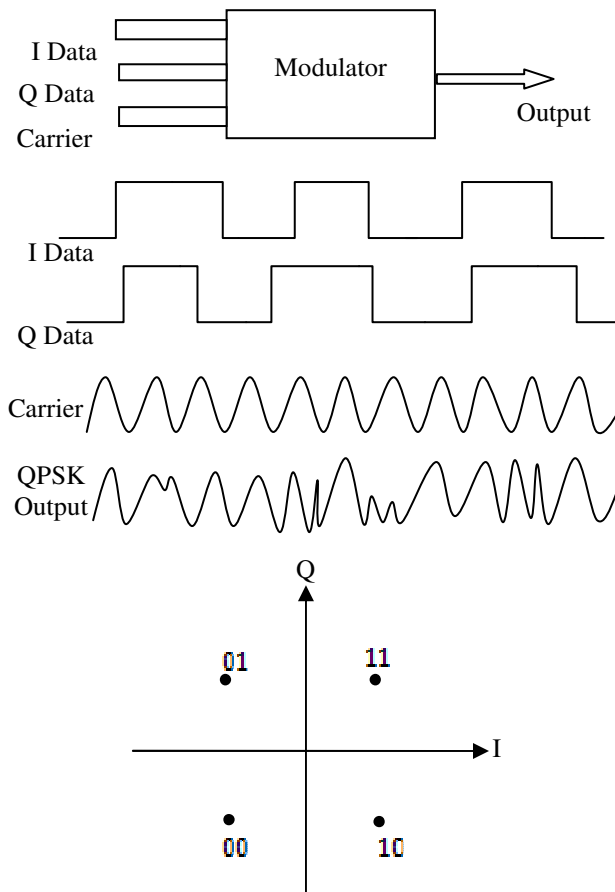 I Data
Modulator
Q Data
Output
Carrier
I Data
Q Data
Carrier
QPSK
Output
Q
01
11
I
00
10